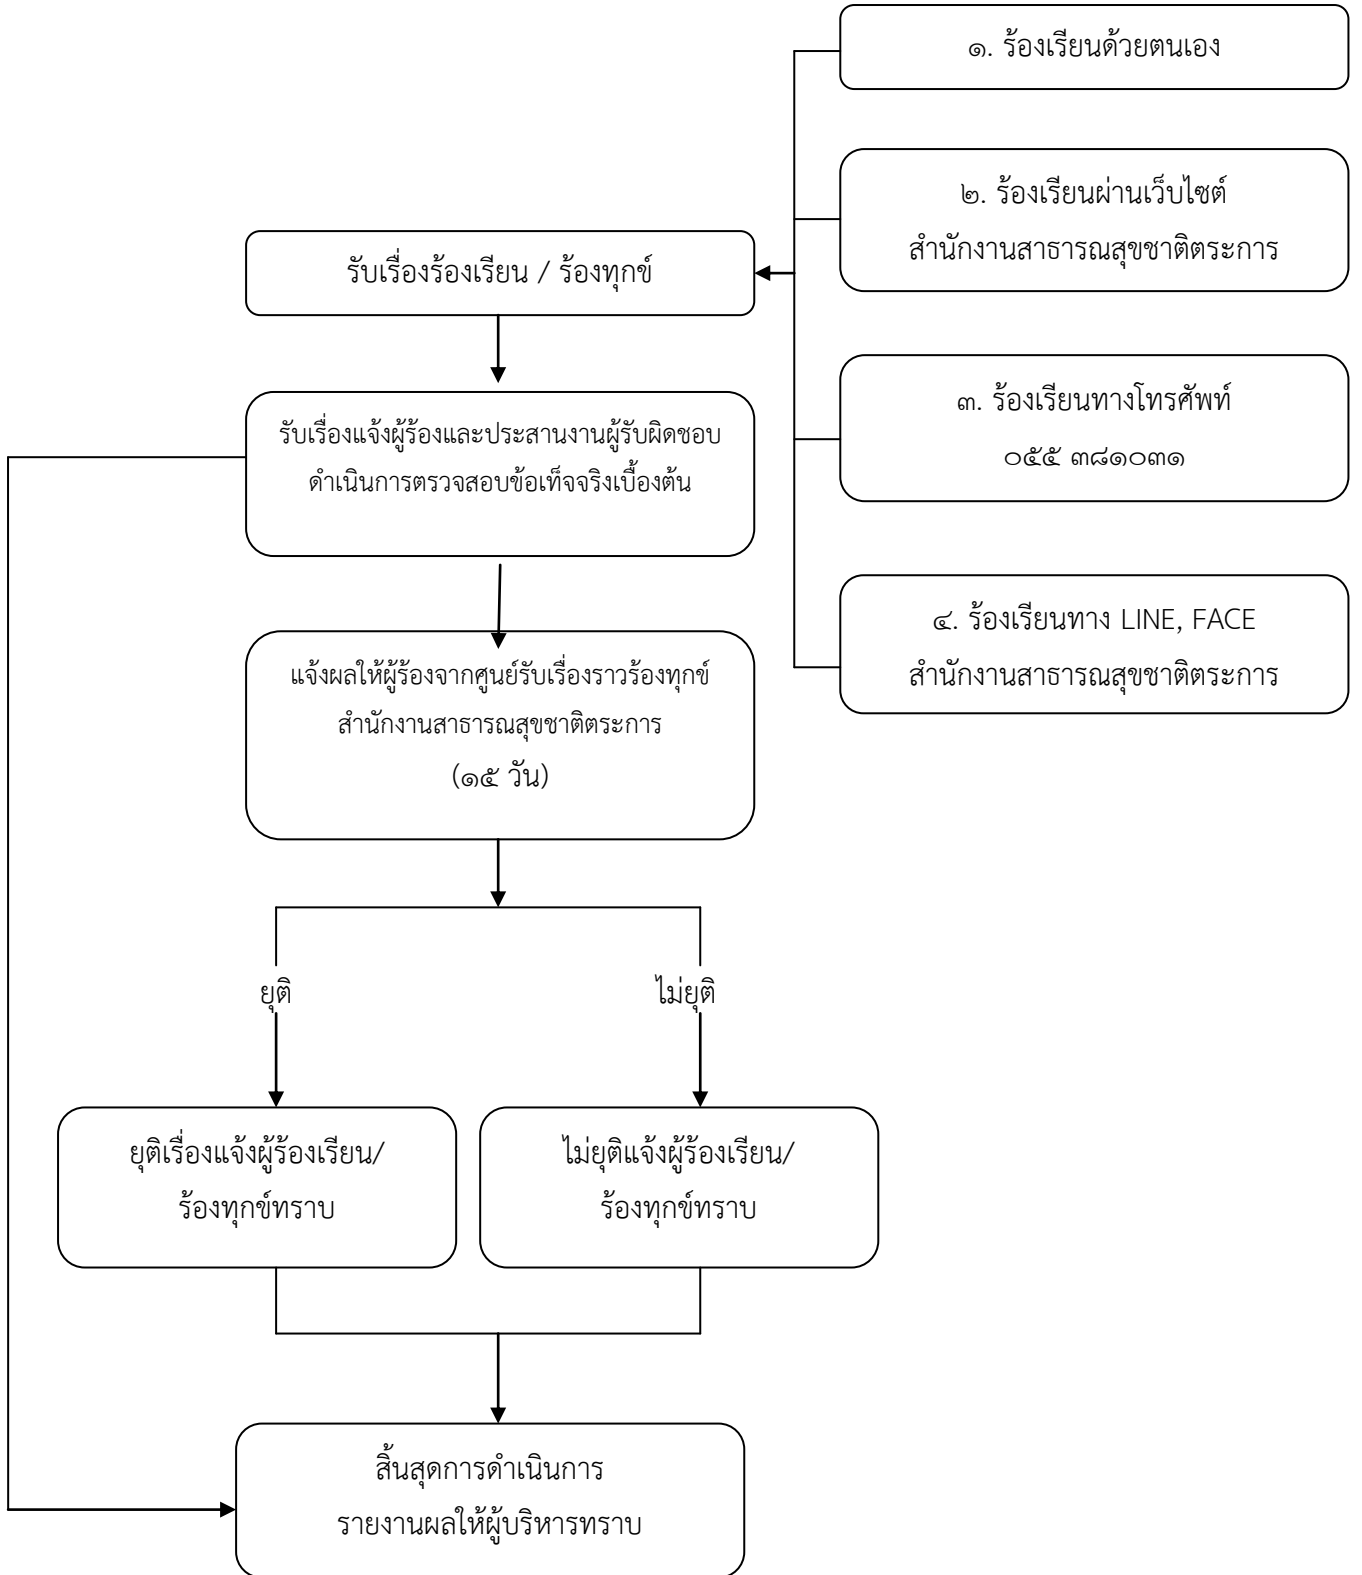 ๑. ร้องเรียนด้วยตนเอง
๒. ร้องเรียนผ่านเว็บไซต์
สำนักงานสาธารณสุขชาติตระการ
รับเรื่องร้องเรียน / ร้องทุกข์
๓. ร้องเรียนทางโทรศัพท์
๐๕๕ ๓๘๑๐๓๑
รับเรื่องแจ้งผู้ร้องและประสานงานผู้รับผิดชอบ
ดำเนินการตรวจสอบข้อเท็จจริงเบื้องต้น
๔. ร้องเรียนทาง LINE, FACE
สำนักงานสาธารณสุขชาติตระการ
แจ้งผลให้ผู้ร้องจากศูนย์รับเรื่องราวร้องทุกข์
สำนักงานสาธารณสุขชาติตระการ
(๑๕ วัน)
ยุติ
ไม่ยุติ
ยุติเรื่องแจ้งผู้ร้องเรียน/
ร้องทุกข์ทราบ
ไม่ยุติแจ้งผู้ร้องเรียน/
ร้องทุกข์ทราบ
สิ้นสุดการดำเนินการ
รายงานผลให้ผู้บริหารทราบ